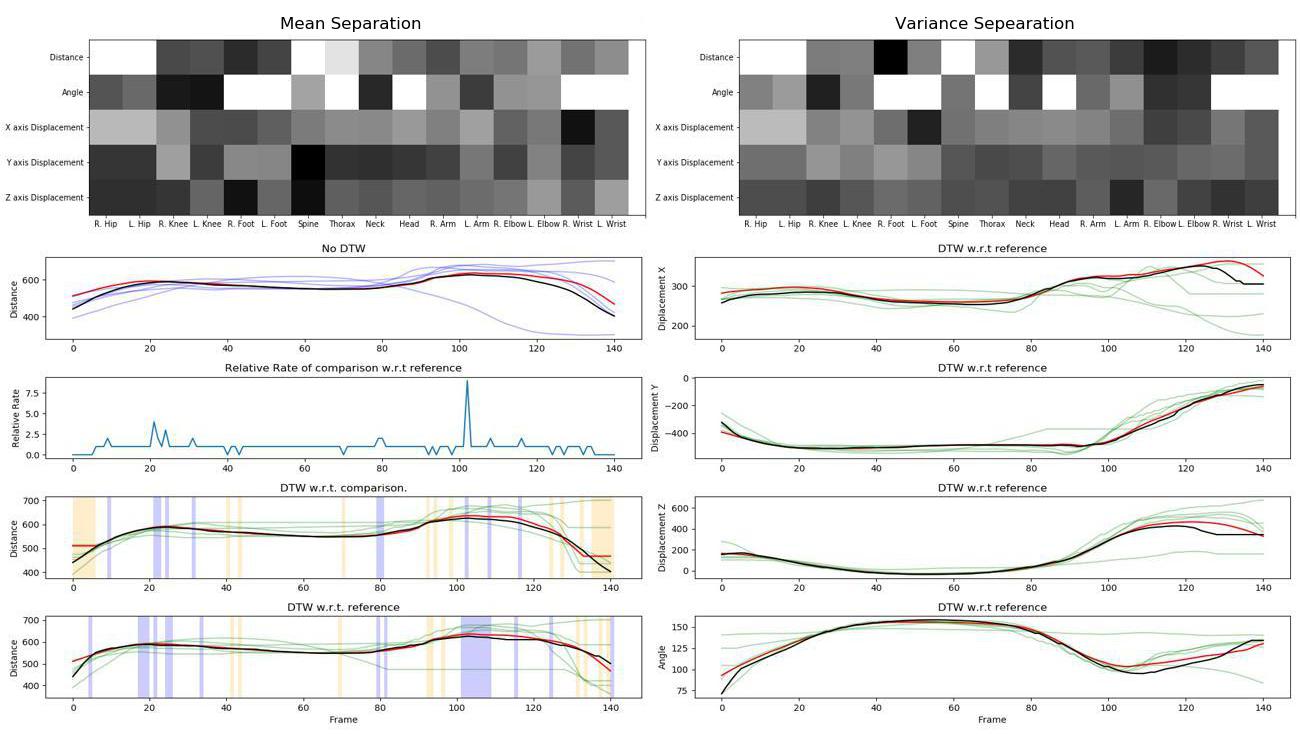 Mean Separation
Variance Sepearation
Distance
Angle
X axis Displacement
Y axis Displacement
Z axis Displacement
R. Hip L. Hip R. Knee L. Knee R. Foot L. Foot Spine Thorax Neck Head R. Arm L. Arm R. Elbow L. Elbow R. Wrist L. Wrist
Distance
Angle
X axis Displacement
Y axis Displacement
Z axis Displacement
R. Hip L. Hip R. Knee L. Knee R. Foot L. Foot Spine Thorax Neck Head R. Arm L. Arm R. Elbow L. Elbow R. Wrist L. Wrist
No DTW
Distance
600
400
0 20 40 60 80 100 120 140
DTW w.r.t reference
Diplacement X
300
200
0 20 40 60 80 100 120 140
Relative Rate of comparison w.r.t reference
Relative Rate
7.5
5.0
2.5
0.0
0 20 40 60 80 100 120 140
DTW w.r.t reference
Displacement Y
0
−200
−400
0 20 40 60 80 100 120 140
DTW w.r.t. comparison.
Distance
700
600
500
400
0 20 40 60 80 100 120 140
DTW w.r.t reference
Displacement Z
600
400
200
0
0 20 40 60 80 100 120 140
DTW w.r.t. reference
Distance
700
600
500
400
0 20 40 60 80 100 120 140
Frame
DTW w.r.t reference
Angle
150
125
100
75
0 20 40 60 80 100 120 140
Frame